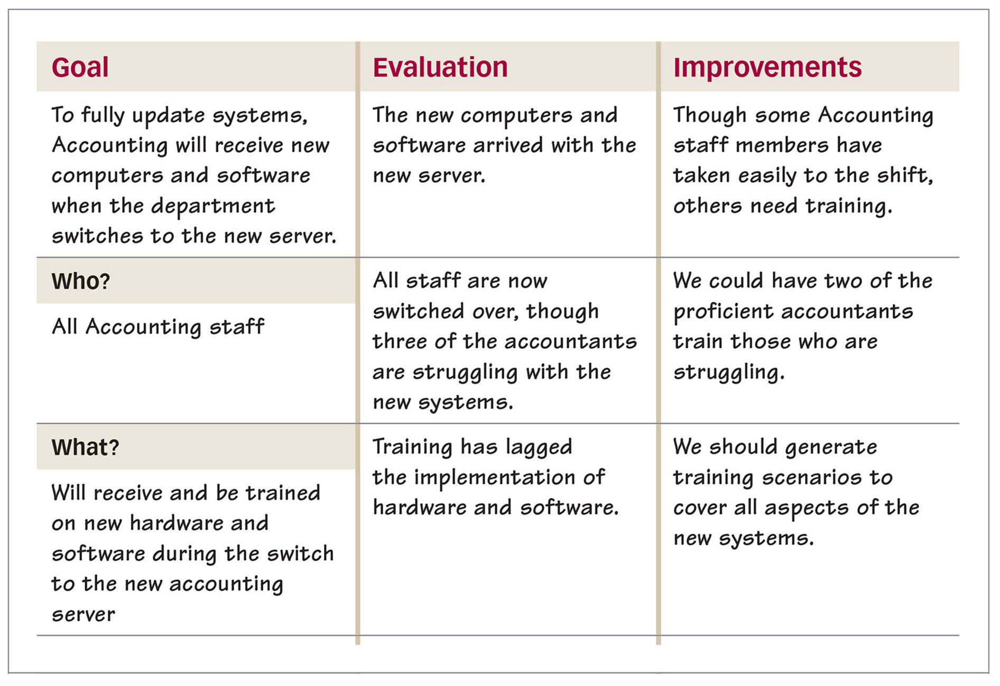 Goal
Evaluation
Improvements
To fully update systems,
Accounting will receive new
computers and software
when the department
switches to the new server.
The new computers and
software arrived with the
new server.
Though some Accounting
staff members have
taken easily to the shift,
others need training.
Who?
All Accounting staff
All staff are now
switched over, though
three of the accountants
are struggling with the
new systems.
We could have two of the
proficient accountants
train those who are
struggling.
What?
Will receive and be trained
on new hardware and
software during the switch
to the new accounting
server
Training has lagged
the implementation of
hardware and software.
We should generate
training scenarios to
cover all aspects of the
new systems.